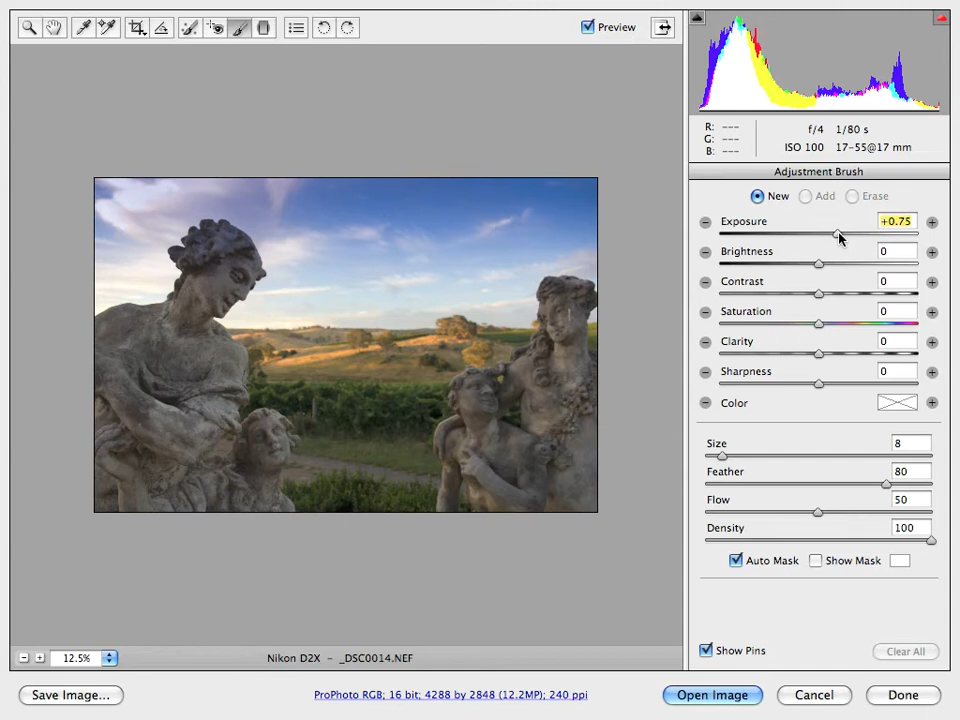 Preview
R: ---
G: ---
B: ---
f/4 1/80 s
ISO 100 17-55@17 mm
Adjustment Brush
New Add Erase
Exposure +0.75
Brightness 0
Contrast 0
Saturation 0
Clarity 0
Sharpness 0
Color
Size 8
Feather 80
Flow 50
Density 100
Auto Mask Show Mask
Show Pins Clear All
12.5% Nikon D2X - _DSC0014.NEF
Save Image... ProPhoto RGB; 16 bit; 4288 by 2848 (12.2MP); 240 ppi Open Image Cancel Done